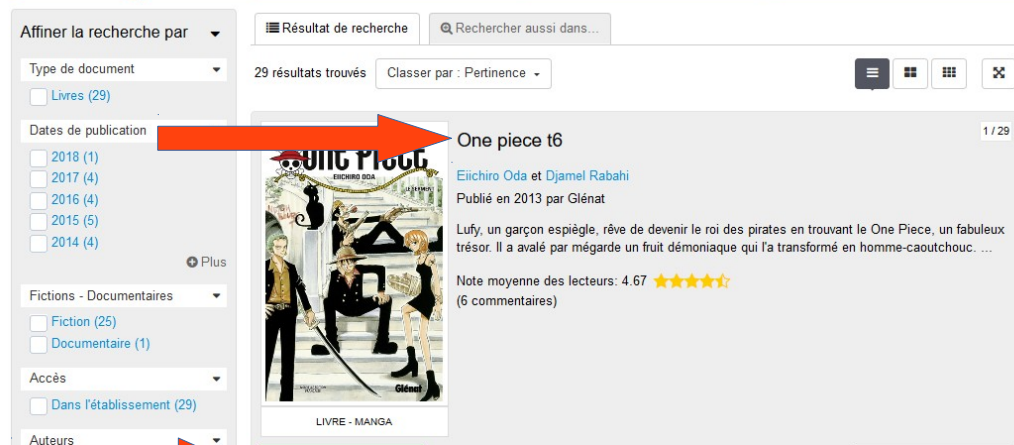 Affiner la recherche par
Type de document
Livres (29)
Dates de publication
2018 (1)
2017 (4)
2016 (4)
2015 (5)
2014 (4)
Plus
Fictions - Documentaires
Fiction (25)
Documentaire (1)
Accès
Dans l'établissement (29)
Auteurs
Résultat de recherche
Rechercher aussi dans...
29 résultats trouvés
Classer par : Pertinence
ONE PIECE
EIICHIRO ODA
LE SERMENT
Glénat
LIVRE - MANGA
One piece t6
1 / 29
Eiichiro Oda et Djamel Rabahi
Publié en 2013 par Glénat
Lufy, un garçon espiègle, rêve de devenir le roi des pirates en trouvant le One Piece, un fabuleux
trésor. Il a avalé par mégarde un fruit démoniaque qui l'a transformé en homme-caoutchouc. ...
Note moyenne des lecteurs: 4.67
(6 commentaires)